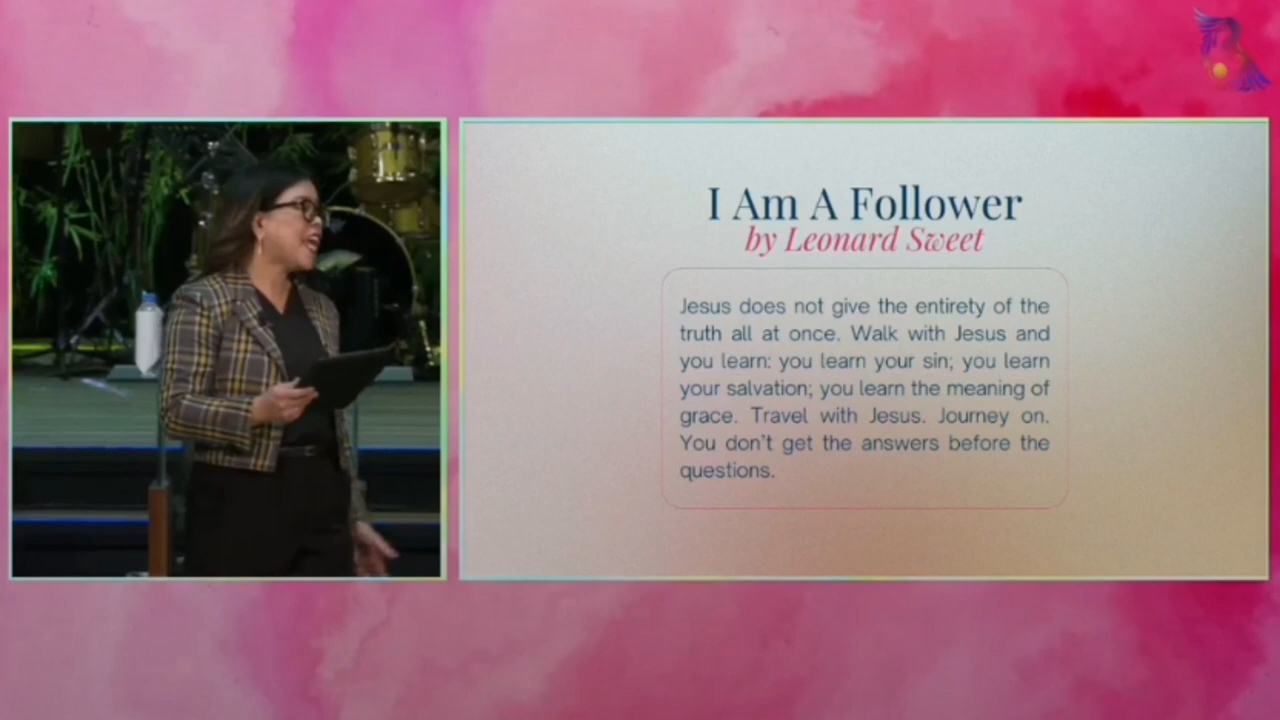 I Am A Follower
by Leonard Sweet
Jesus does not give the entirety of the
truth all at once. Walk with Jesus and
you learn: you learn your sin; you learn
your salvation; you learn the meaning of
grace. Travel with Jesus. Journey on.
You don't get the answers before the
questions.